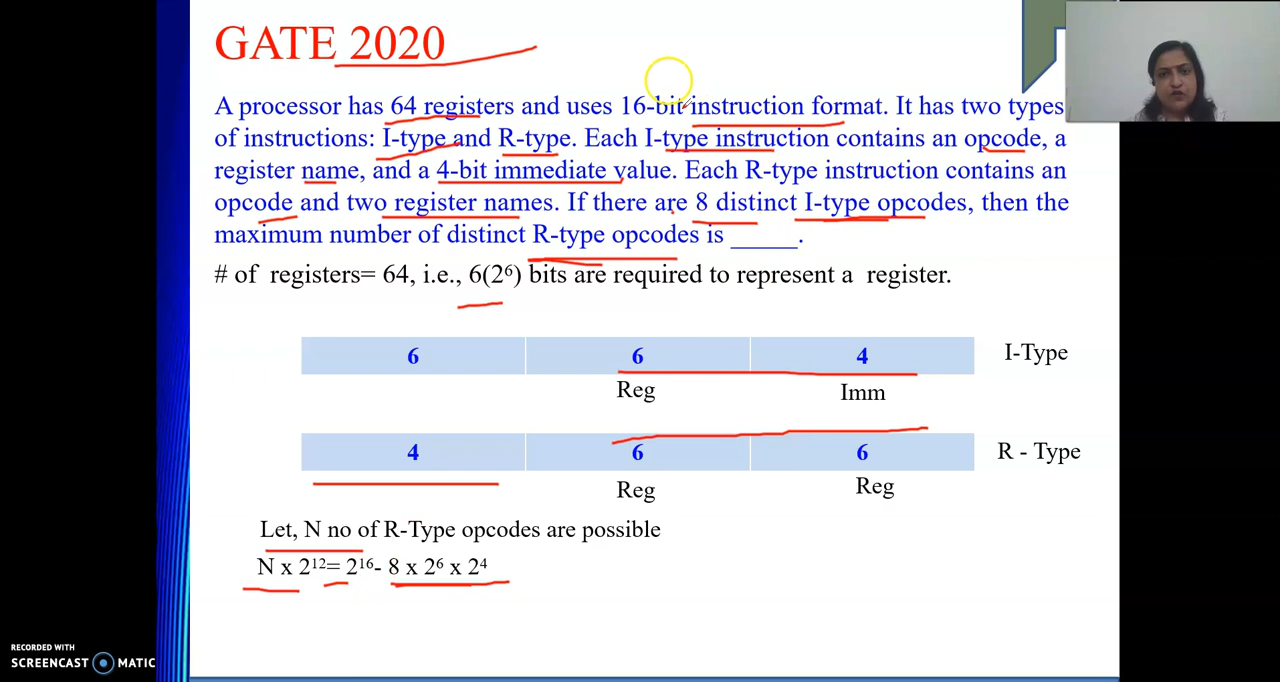 GATE 2020
A processor has 64 registers and uses 16-bit instruction format. It has two types
of instructions: I-type and R-type. Each I-type instruction contains an opcode, a
register name, and a 4-bit immediate value. Each R-type instruction contains an
opcode and two register names. If there are 8 distinct I-type opcodes, then the
maximum number of distinct R-type opcodes is _____.
# of registers= 64, i.e., 6(2⁶) bits are required to represent a register.
6 6 4 I-Type
Reg Imm
4 6 6 R - Type
Reg Reg
Let, N no of R-Type opcodes are possible
N x 2¹²= 2¹⁶- 8 x 2⁶ x 2⁴
RECORDED WITH
SCREENCAST MATIC